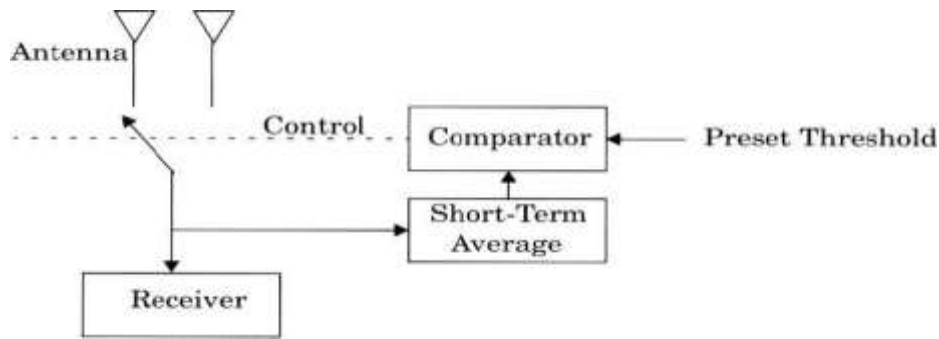 Antenna
Control
Comparator
Preset Threshold
Short-Term
Average
Receiver